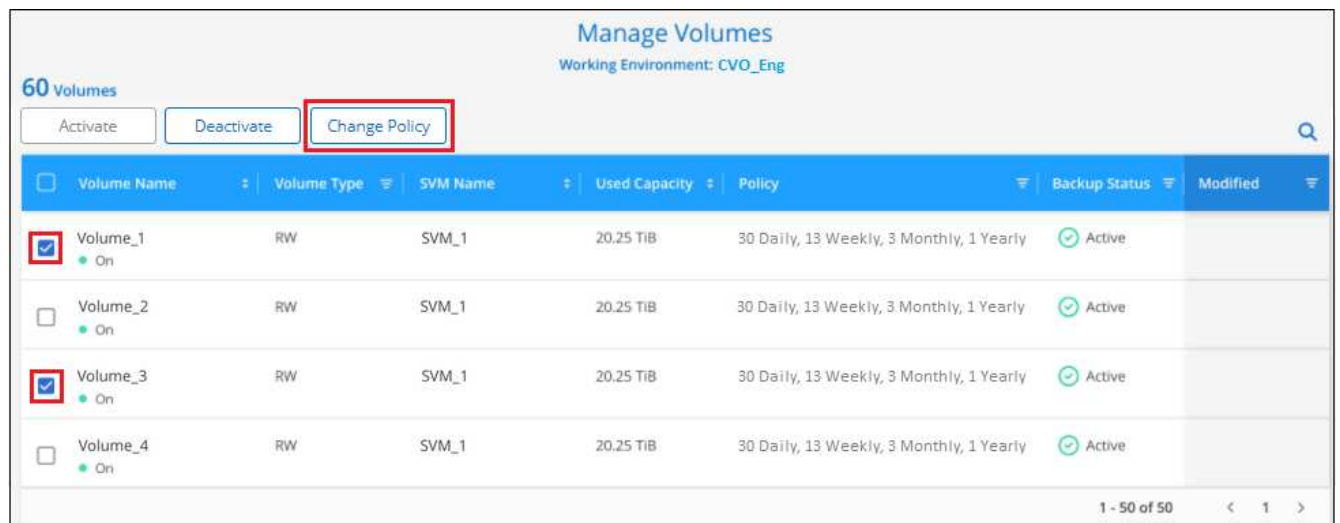 Manage Volumes
Working Environment: CVO_Eng
60 Volumes
Activate Deactivate Change Policy
Volume Name Volume Type SVM Name Used Capacity Policy Backup Status Modified
Volume_1 RW SVM_1 20.25 TiB 30 Daily, 13 Weekly, 3 Monthly, 1 Yearly Active
On
Volume_2 RW SVM_1 20.25 TiB 30 Daily, 13 Weekly, 3 Monthly, 1 Yearly Active
On
Volume_3 RW SVM_1 20.25 TiB 30 Daily, 13 Weekly, 3 Monthly, 1 Yearly Active
On
Volume_4 RW SVM_1 20.25 TiB 30 Daily, 13 Weekly, 3 Monthly, 1 Yearly Active
On
1 - 50 of 50 < 1 >